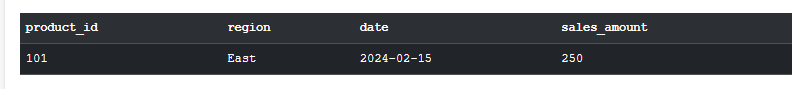 product_id region date sales_amount
101 East 2024-02-15 250